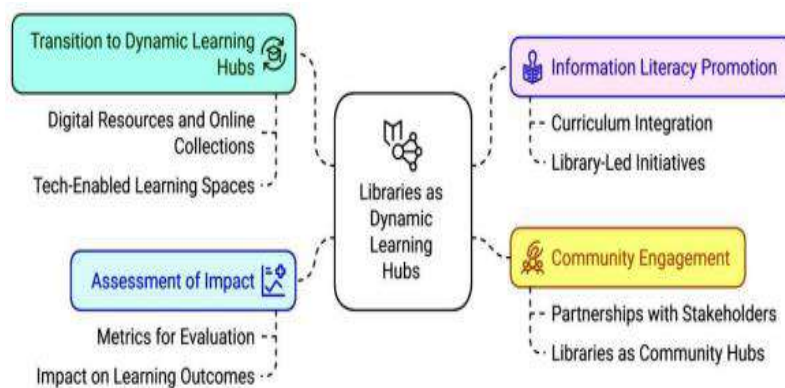 Transition to Dynamic Learning
Hubs
Digital Resources and Online
Collections
Tech-Enabled Learning Spaces
Assessment of Impact
Metrics for Evaluation
Impact on Learning Outcomes
Libraries as
Dynamic
Learning
Hubs
Information Literacy Promotion
Curriculum Integration
Library-Led Initiatives
Community Engagement
Partnerships with Stakeholders
Libraries as Community Hubs